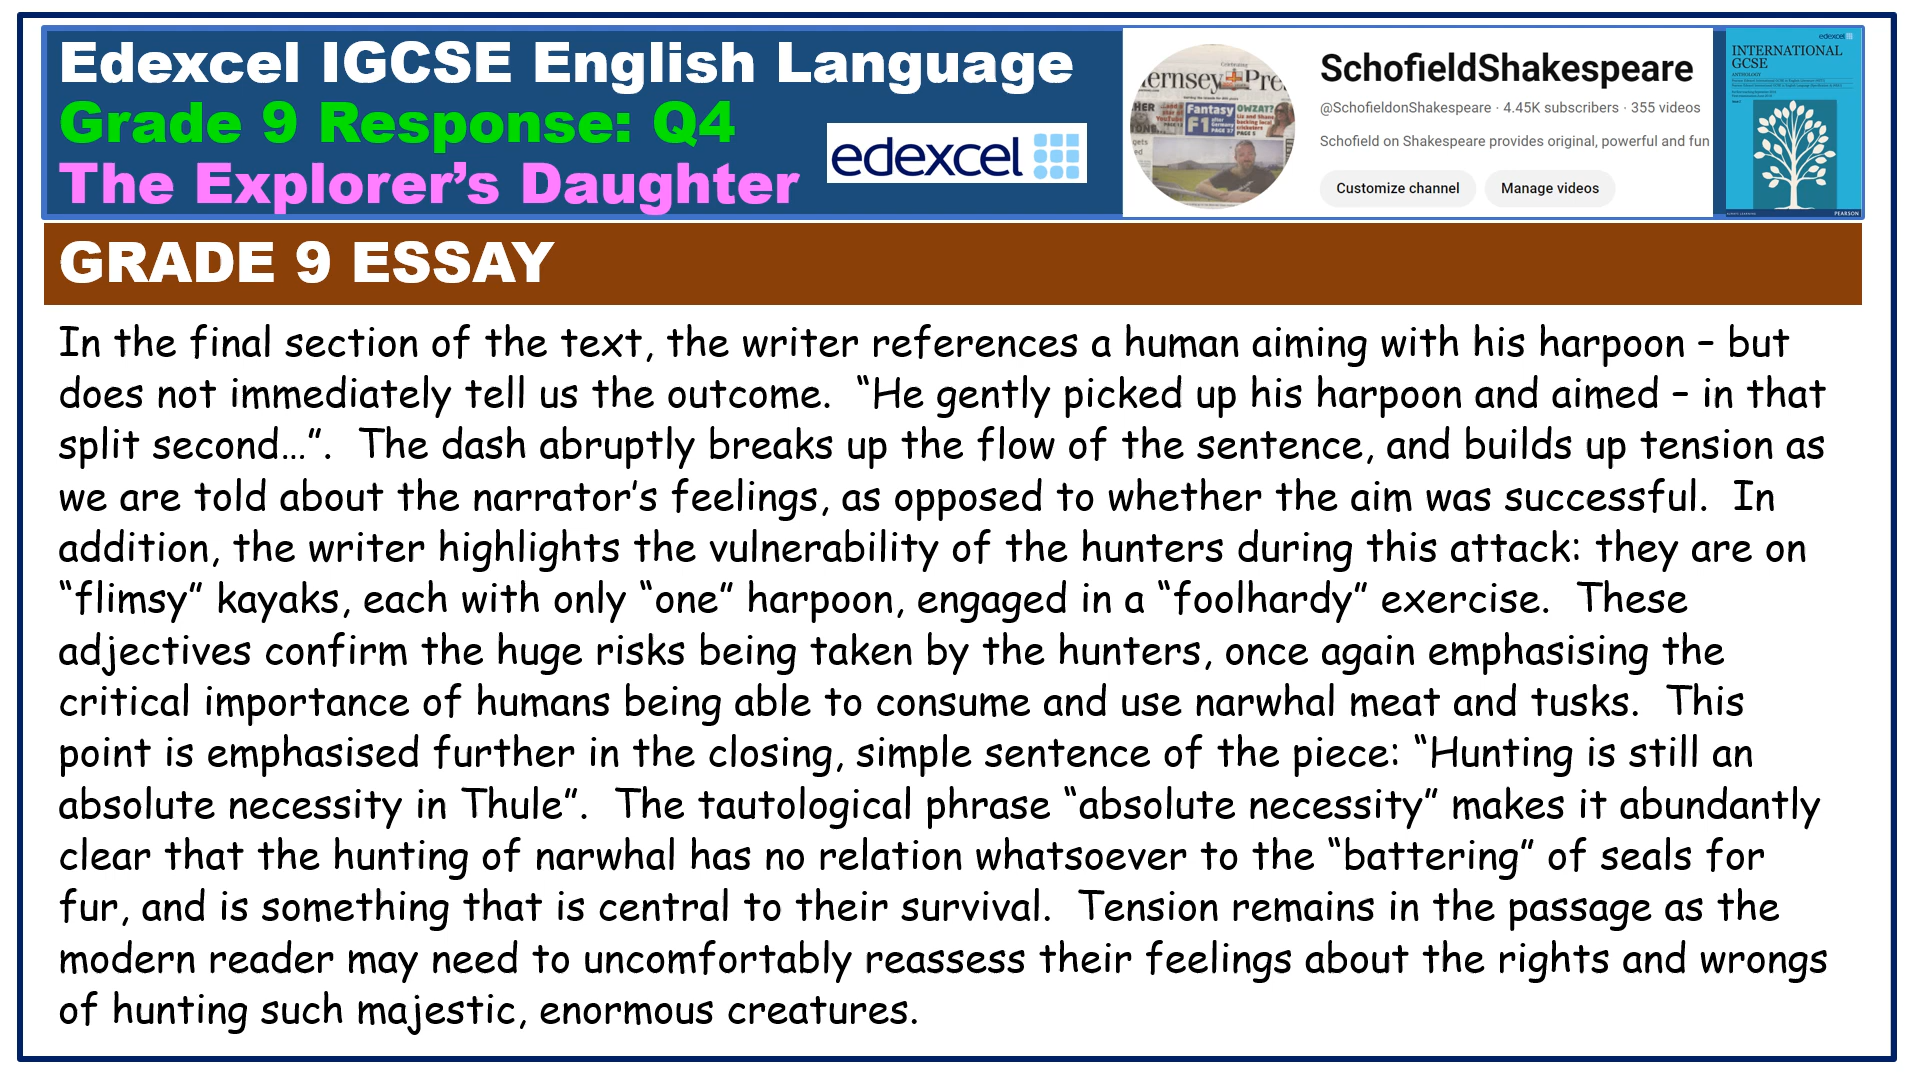 Edexcel IGCSE English Language
Grade 9 Response: Q4
The Explorer's Daughter
edexcel
Celebrating
ernsey Pre
HER
Fantasy
F1
OWZAT?
SchofieldShakespeare
@SchofieldonShakespeare · 4.45K subscribers · 355 videos
Schofield on Shakespeare provides original, powerful and fun
Customize channel
Manage videos
edexcel
INTERNATIONAL
GCSE
ANTHOLOGY
PEARSON
GRADE 9 ESSAY
In the final section of the text, the writer references a human aiming with his harpoon – but
does not immediately tell us the outcome. “He gently picked up his harpoon and aimed – in that
split second…”. The dash abruptly breaks up the flow of the sentence, and builds up tension as
we are told about the narrator’s feelings, as opposed to whether the aim was successful. In
addition, the writer highlights the vulnerability of the hunters during this attack: they are on
“flimsy” kayaks, each with only “one” harpoon, engaged in a “foolhardy” exercise. These
adjectives confirm the huge risks being taken by the hunters, once again emphasising the
critical importance of humans being able to consume and use narwhal meat and tusks. This
point is emphasised further in the closing, simple sentence of the piece: “Hunting is still an
absolute necessity in Thule”. The tautological phrase “absolute necessity” makes it abundantly
clear that the hunting of narwhal has no relation whatsoever to the “battering” of seals for
fur, and is something that is central to their survival. Tension remains in the passage as the
modern reader may need to uncomfortably reassess their feelings about the rights and wrongs
of hunting such majestic, enormous creatures.